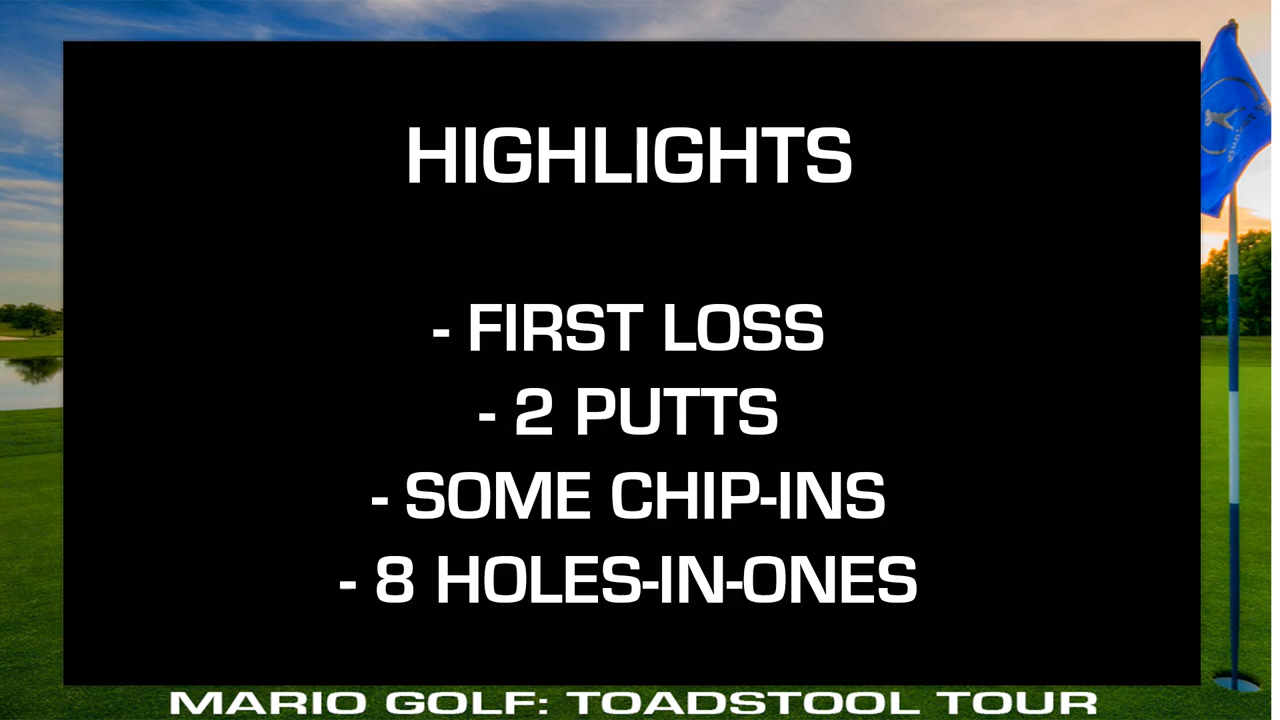 HIGHLIGHTS
- FIRST LOSS
- 2 PUTTS
- SOME CHIP-INS
- 8 HOLES-IN-ONES
MARIO GOLF: TOADSTOOL TOUR